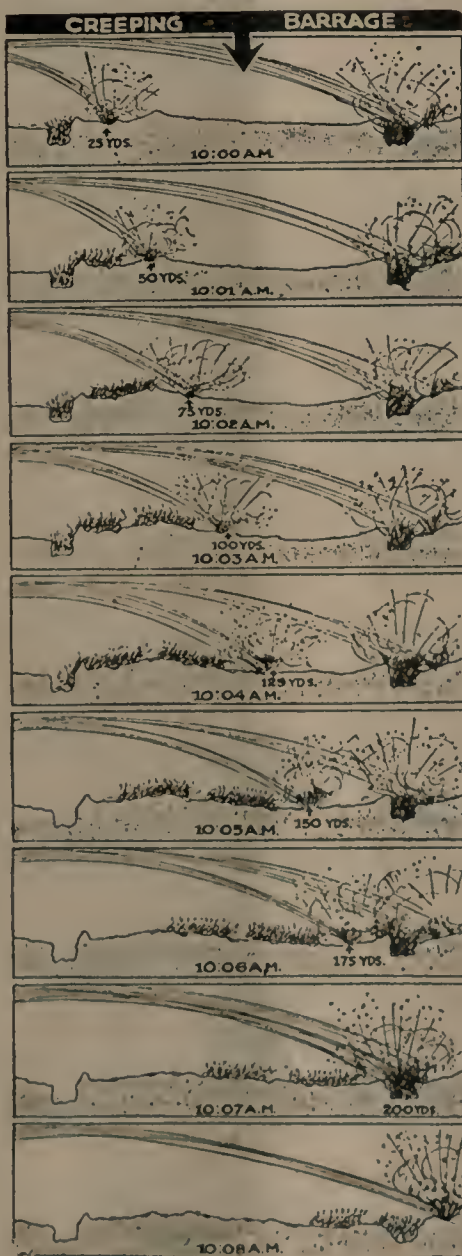 CREEPING BARRAGE
25 YDS.
10:00 A.M.
50 YDS.
10:01 A.M.
75 YDS.
10:02 A.M.
100 YDS.
10:03 A.M.
125 YDS.
10:04 A.M.
150 YDS.
10:05 A.M.
175 YDS.
10:06 A.M.
200 YDS.
10:07 A.M.
10:08 A.M.